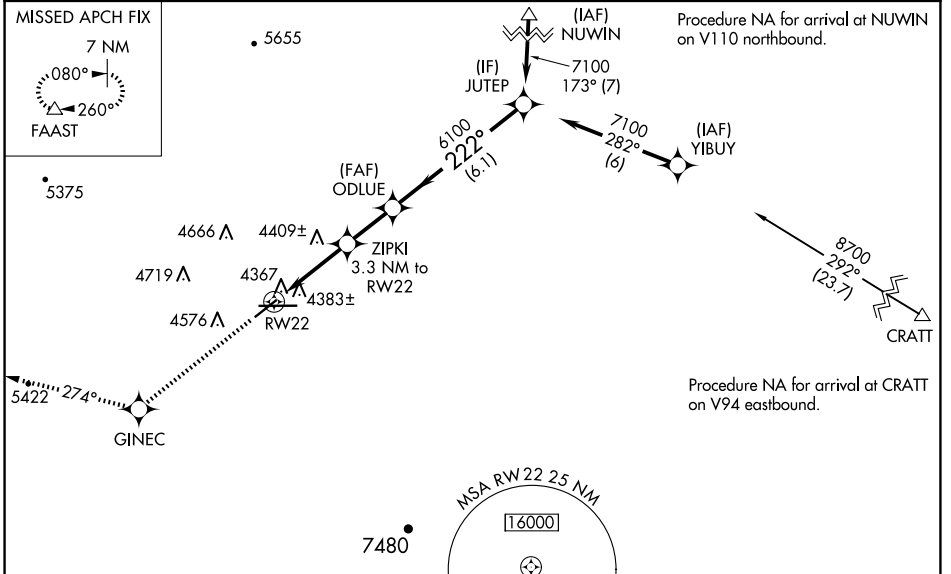 MISSED APCH FIX
7 NM
080°
260°
FAAST
5655
(IAF)
NUWIN
7100
173° (7)
Procedure NA for arrival at NUWIN
on V110 northbound.
(IF)
JUTEP
6100
222°
(6.1)
7100
282°
(6)
(IAF)
YIBUY
(FAF)
ODLUE
5375
4666
4409±
ZIPKI
3.3 NM to
RW22
4719
4367
4383±
4576
RW22
8700
292°
(23.7)
CRATT
5422
274°
GINEC
Procedure NA for arrival at CRATT
on V94 eastbound.
MSA RW22 25 NM
16000
7480